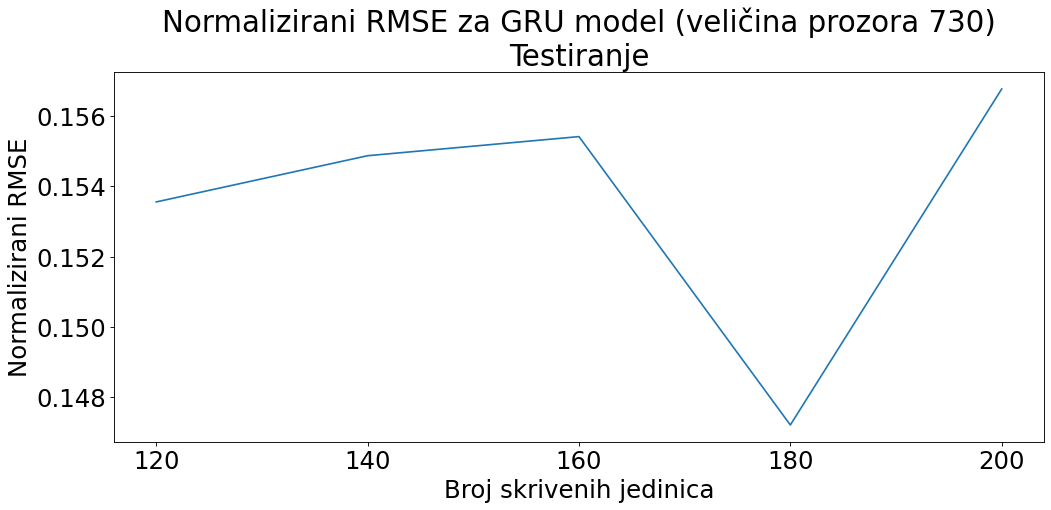 Normalizirani RMSE za GRU model (veličina prozora 730)
Testiranje
Normalizirani RMSE
0.156
0.154
0.152
0.150
0.148
120 140 160 180 200
Broj skrivenih jedinica